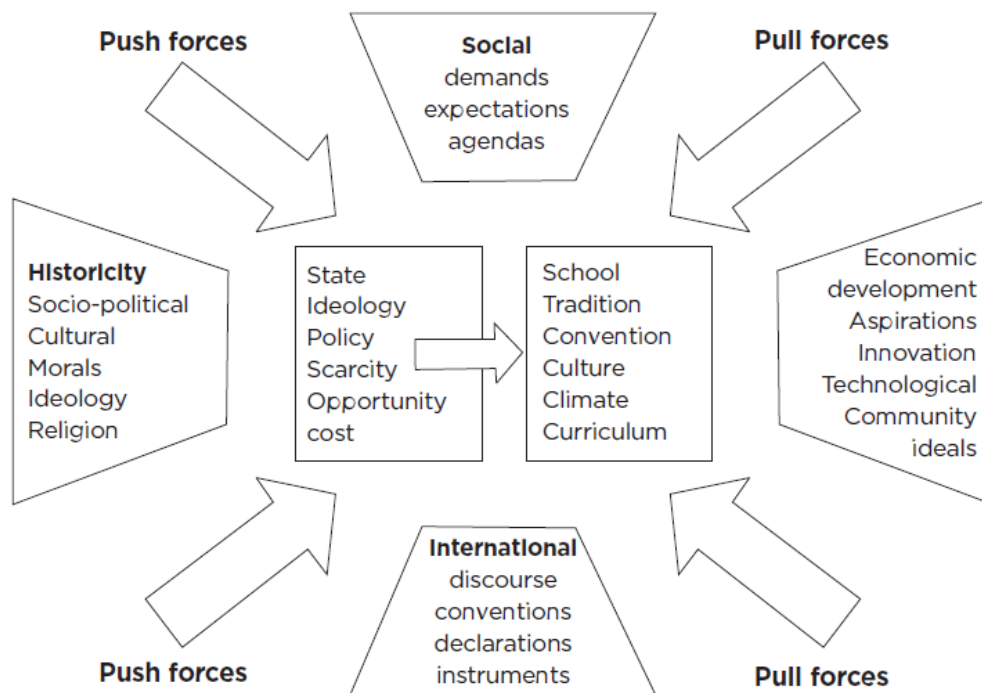 Push forces
Social
demands
expectations
agendas
Pull forces
Historicity
Socio-political
Cultural
Morals
Ideology
Religion
State
Ideology
Policy
Scarcity
Opportunity
cost
School
Tradition
Convention
Culture
Climate
Curriculum
Economic
development
Aspirations
Innovation
Technological
Community
ideals
Push forces
International
discourse
conventions
declarations
instruments
Pull forces